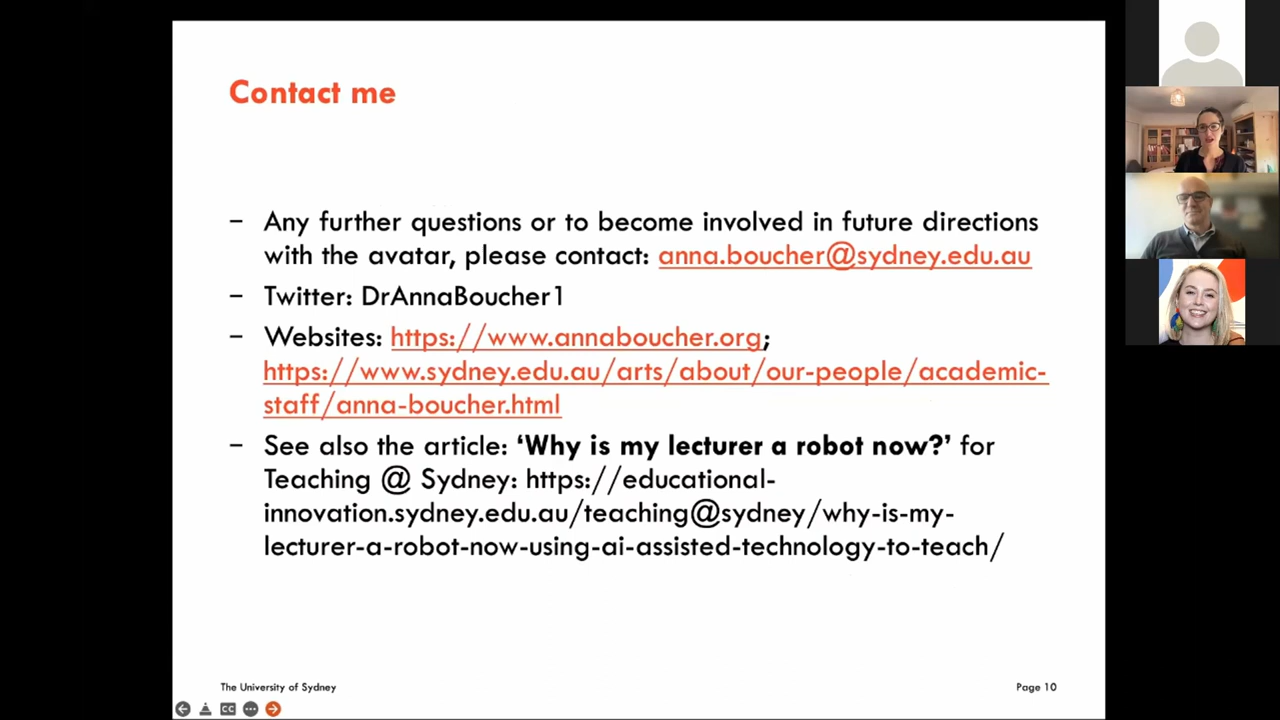 Contact me
– Any further questions or to become involved in future directions
with the avatar, please contact: anna.boucher@sydney.edu.au
– Twitter: DrAnnaBoucher1
– Websites: https://www.annaboucher.org;
https://www.sydney.edu.au/arts/about/our-people/academic-
staff/anna-boucher.html
– See also the article: ‘Why is my lecturer a robot now?’ for
Teaching @ Sydney: https://educational-
innovation.sydney.edu.au/teaching@sydney/why-is-my-
lecturer-a-robot-now-using-ai-assisted-technology-to-teach/
The University of Sydney
Page 10
CC